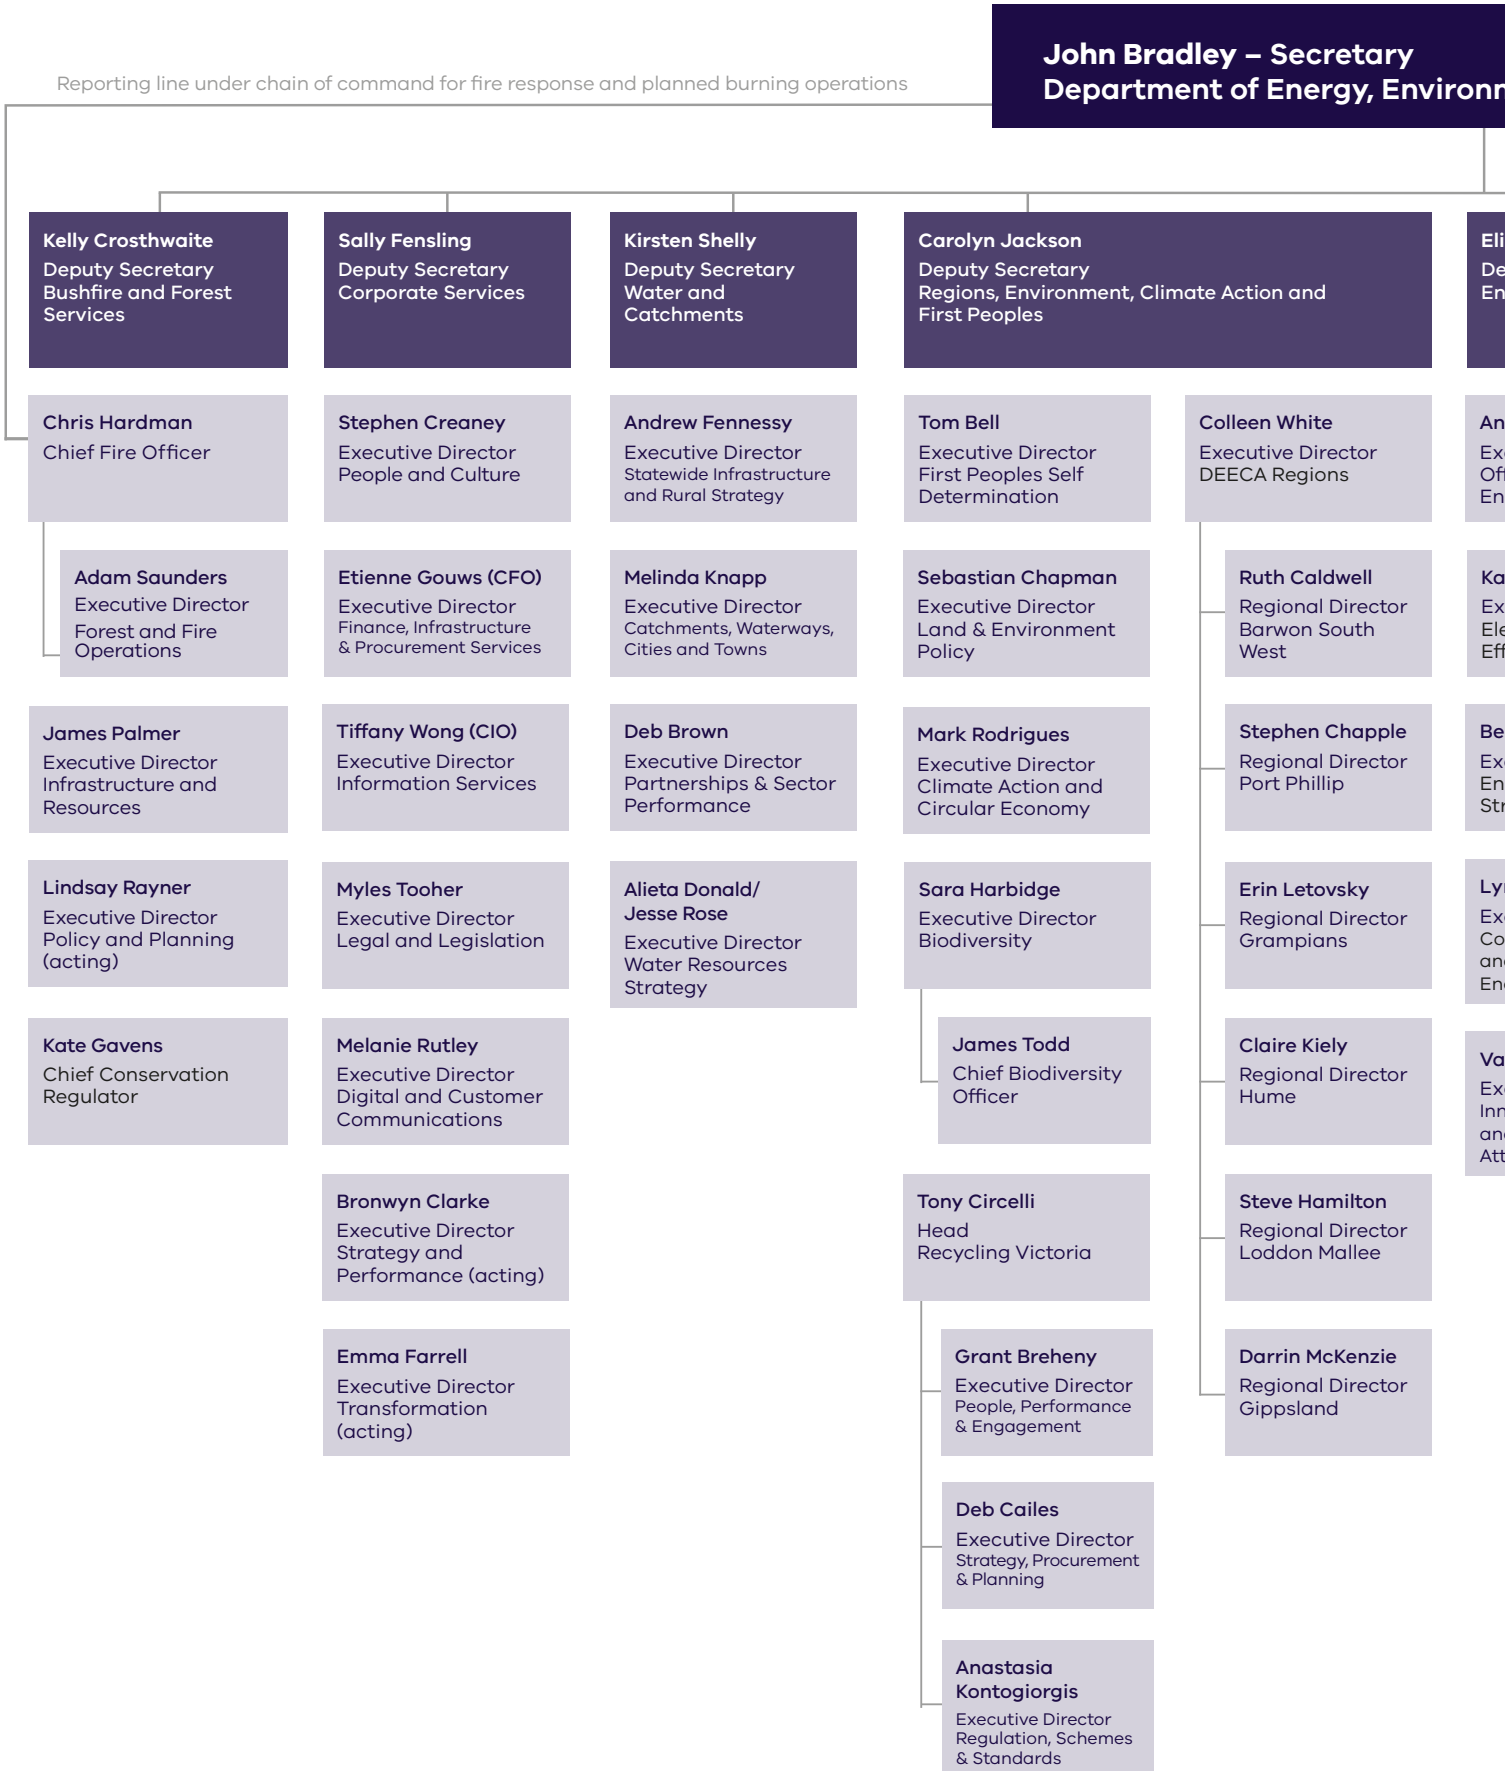 Reporting line under chain of command for fire response and planned burning operations
John Bradley – Secretary
Department of Energy,
Kelly Crosthwaite
Deputy Secretary
Bushfire and Forest
Services
Sally Fensling
Deputy Secretary
Corporate Services
Kirsten Shelly
Deputy Secretary
Water and
Catchments
Carolyn Jackson
Deputy Secretary
Regions, Environment, Climate Action and
First Peoples
Chris Hardman
Chief Fire Officer
Adam Saunders
Executive Director
Forest and Fire
Operations
James Palmer
Executive Director
Infrastructure and
Resources
Lindsay Rayner
Executive Director
Policy and Planning
(acting)
Kate Gavens
Chief Conservation
Regulator
Stephen Creaney
Executive Director
People and Culture
Etienne Gouws (CFO)
Executive Director
Finance, Infrastructure
& Procurement Services
Tiffany Wong (CIO)
Executive Director
Information Services
Myles Tooher
Executive Director
Legal and Legislation
Melanie Rutley
Executive Director
Digital and Customer
Communications
Bronwyn Clarke
Executive Director
Strategy and
Performance (acting)
Emma Farrell
Executive Director
Transformation
(acting)
Andrew Fennessy
Executive Director
Statewide Infrastructure
and Rural Strategy
Melinda Knapp
Executive Director
Catchments, Waterways,
Cities and Towns
Deb Brown
Executive Director
Partnerships & Sector
Performance
Alieta Donald/
Jesse Rose
Executive Director
Water Resources
Strategy
Tom Bell
Executive Director
First Peoples Self
Determination
Sebastian Chapman
Executive Director
Land & Environment
Policy
Mark Rodrigues
Executive Director
Climate Action and
Circular Economy
Sara Harbidge
Executive Director
Biodiversity
James Todd
Chief Biodiversity
Officer
Tony Circelli
Head
Recycling Victoria
Grant Breheny
Executive Director
People, Performance
& Engagement
Deb Cailes
Executive Director
Strategy, Procurement
& Planning
Anastasia
Kontogiorgis
Executive Director
Regulation, Schemes
& Standards
Colleen White
Executive Director
DEECA Regions
Ruth Caldwell
Regional Director
Barwon South
West
Stephen Chapple
Regional Director
Port Phillip
Erin Letovsky
Regional Director
Grampians
Claire Kiely
Regional Director
Hume
Steve Hamilton
Regional Director
Loddon Mallee
Darrin McKenzie
Regional Director
Gippsland